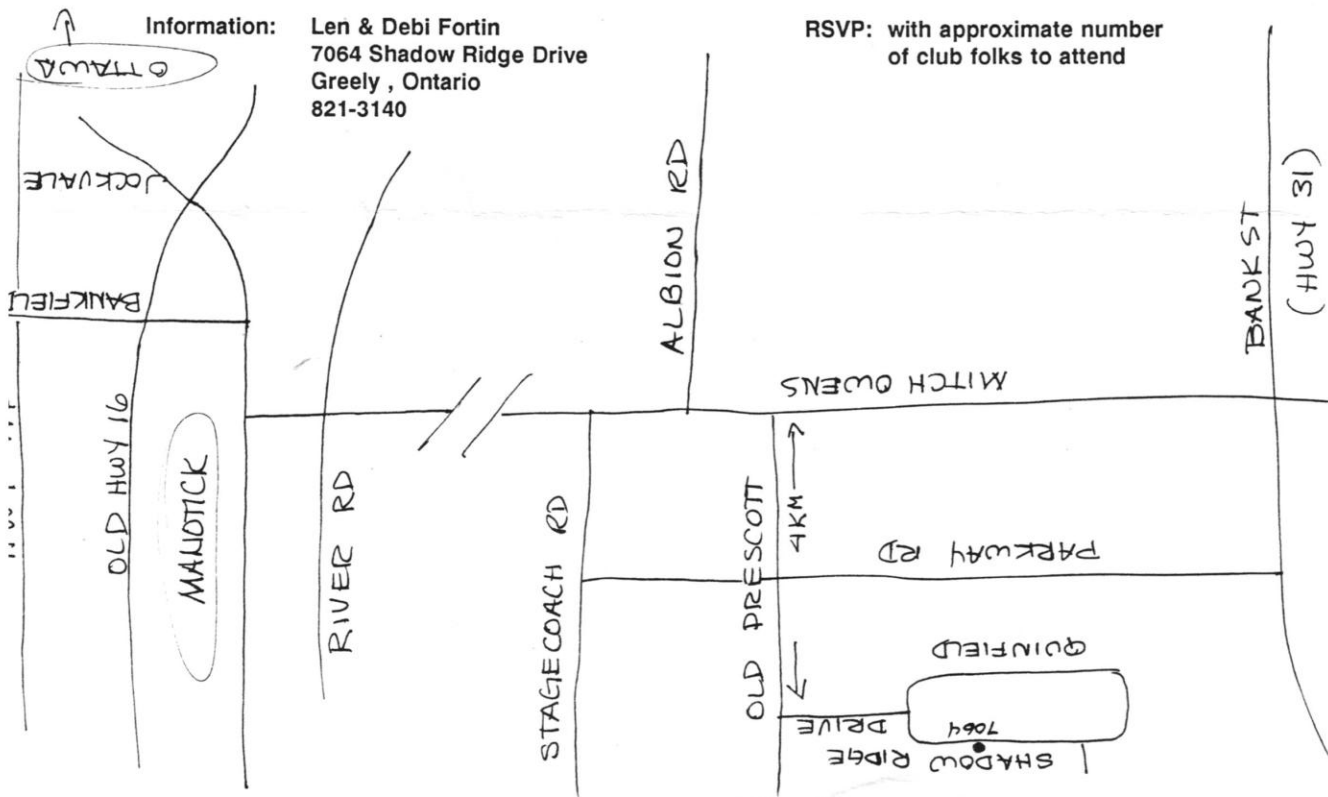 Information: Len & Debi Fortin
7064 Shadow Ridge Drive
Greely , Ontario
821-3140
RSVP: with approximate number
of club folks to attend
OTTAWA
JOCKVALE
BANKFIEL
OLD HWY 16
MANOTICK
RIVER RD
ALBION RD
BANK ST
(HWY 31)
MITCH OWENS
STAGECOACH RD
OLD PRESCOTT
4KM
PARKWAY RD
QUINFIELD
7064
SHADOW RIDGE
DRIVE